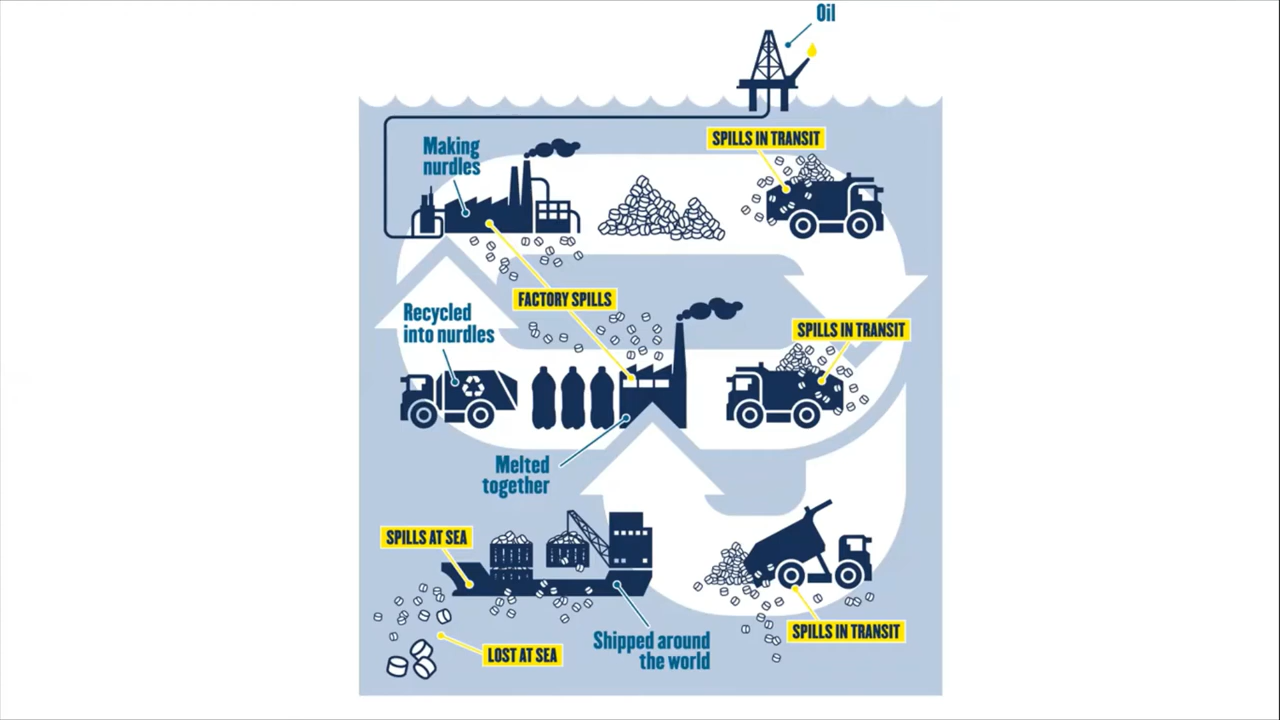 Oil
SPILLS IN TRANSIT
Making
nurdles
FACTORY SPILLS
Recycled
into nurdles
SPILLS IN TRANSIT
Melted
together
SPILLS AT SEA
SPILLS IN TRANSIT
Shipped around
the world
LOST AT SEA